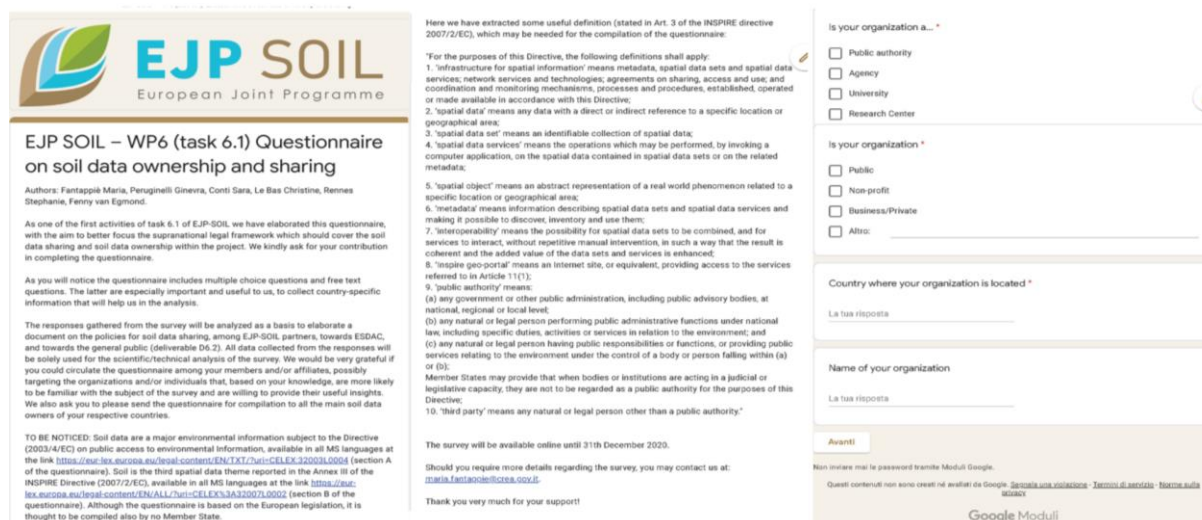 EJP SOIL
European Joint Programme
EJP SOIL – WP6 (task 6.1) Questionnaire
on soil data ownership and sharing
Authors: Fantappiè Maria, Peruginelli Ginevra, Conti Sara, Le Bas Christine, Rennes
Stephanie, Fenny van Egmond.
As one of the first activities of task 6.1 of EJP-SOIL we have elaborated this questionnaire,
with the aim to better focus the supranational legal framework which should cover the soil
data sharing and soil data ownership within the project. We kindly ask for your contribution
in completing the questionnaire.
As you will notice the questionnaire includes multiple choice questions and free text
questions. The latter are especially important and useful to us, to collect country-specific
information that will help us in the analysis.
The responses gathered from the survey will be analyzed as a basis to elaborate a
document on the policies for soil data sharing, among EJP-SOIL partners, towards ESDAC,
and towards the general public (deliverable D6.2). All data collected from the responses will
be solely used for the scientific/technical analysis of the survey. We would be very grateful if
you could circulate the questionnaire among your members and/or affiliates, possibly
targeting the organizations and/or individuals that, based on your knowledge, are more likely
to be familiar with the subject of the survey and are willing to provide their useful insights.
We also ask you to please send the questionnaire for compilation to all the main soil data
owners of your respective countries.
TO BE NOTICED: Soil data are a major environmental information subject to the Directive
(2003/4/EC) on public access to environmental Information, available in all MS languages at
the link https://eur-lex.europa.eu/legal-content/EN/TXT/?uri=CELEX:32003L0004 (section A
of the questionnaire). Soil is the third spatial data theme reported in the Annex III of the
INSPIRE Directive (2007/2/EC), available in all MS languages at the link https://eur-
lex.europa.eu/legal-content/EN/ALL/?uri=CELEX%3A32007L0002 (section B of the
questionnaire). Although the questionnaire is based on the European legislation, it is
thought to be compiled also by no Member State.
Here we have extracted some useful definition (stated in Art. 3 of the INSPIRE directive
2007/2/EC), which may be needed for the compilation of the questionnaire:
"For the purposes of this Directive, the following definitions shall apply:
1. 'infrastructure for spatial information' means metadata, spatial data sets and spatial data
services; network services and technologies; agreements on sharing, access and use; and
coordination and monitoring mechanisms, processes and procedures, established, operated
or made available in accordance with this Directive;
2. 'spatial data' means any data with a direct or indirect reference to a specific location or
geographical area;
3. 'spatial data set' means an identifiable collection of spatial data;
4. 'spatial data services' means the operations which may be performed, by invoking a
computer application, on the spatial data contained in spatial data sets or on the related
metadata;
5. 'spatial object' means an abstract representation of a real world phenomenon related to a
specific location or geographical area;
6. 'metadata' means information describing spatial data sets and spatial data services and
making it possible to discover, inventory and use them;
7. 'interoperability' means the possibility for spatial data sets to be combined, and for
services to interact, without repetitive manual intervention, in such a way that the result is
coherent and the added value of the data sets and services is enhanced;
8. 'inspire geo-portal' means an Internet site, or equivalent, providing access to the services
referred to in Article 11(1);
9. 'public authority' means:
(a) any government or other public administration, including public advisory bodies, at
national, regional or local level;
(b) any natural or legal person performing public administrative functions under national
law, including specific duties, activities or services in relation to the environment; and
(c) any natural or legal person having public responsibilities or functions, or providing public
services relating to the environment under the control of a body or person falling within (a)
or (b);
Member States may provide that when bodies or institutions are acting in a judicial or
legislative capacity, they are not to be regarded as a public authority for the purposes of this
Directive;
10. 'third party' means any natural or legal person other than a public authority."
The survey will be available online until 31th December 2020.
Should you require more details regarding the survey, you may contact us at:
maria.fantappie@crea.gov.it.
Thank you very much for your support!
Is your organization a... *
Public authority
Agency
University
Research Center
Is your organization *
Public
Non-profit
Business/Private
Altro:
Country where your organization is located *
La tua risposta
Name of your organization
La tua risposta
Avanti
Non inviare mai le password tramite Moduli Google.
Questi contenuti non sono creati né avallati da Google. Segnala una violazione - Termini di servizio - Norme sulla
privacy
Google Moduli